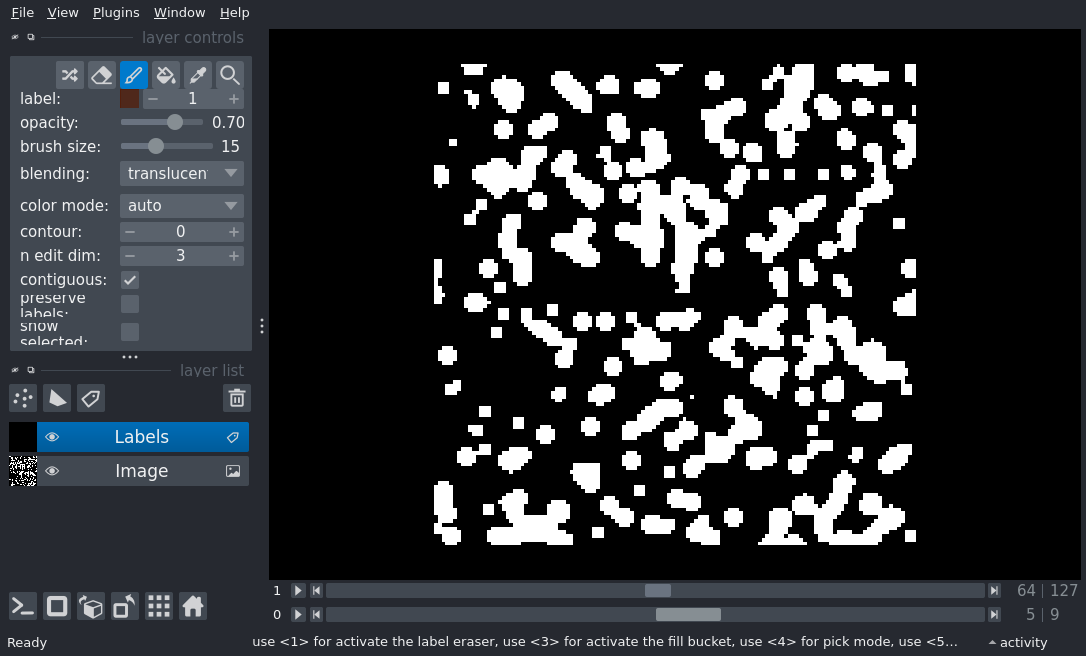 File View Plugins Window Help
layer controls
label: 1
opacity: 0.70
brush size: 15
blending: translucen
color mode: auto
contour: 0
n edit dim: 3
contiguous:
preserve
labels:
show
selected:
layer list
Labels
Image
1 64 127
0 5 9
Ready use <1> for activate the label eraser, use <3> for activate the fill bucket, use <4> for pick mode, use <5... activity